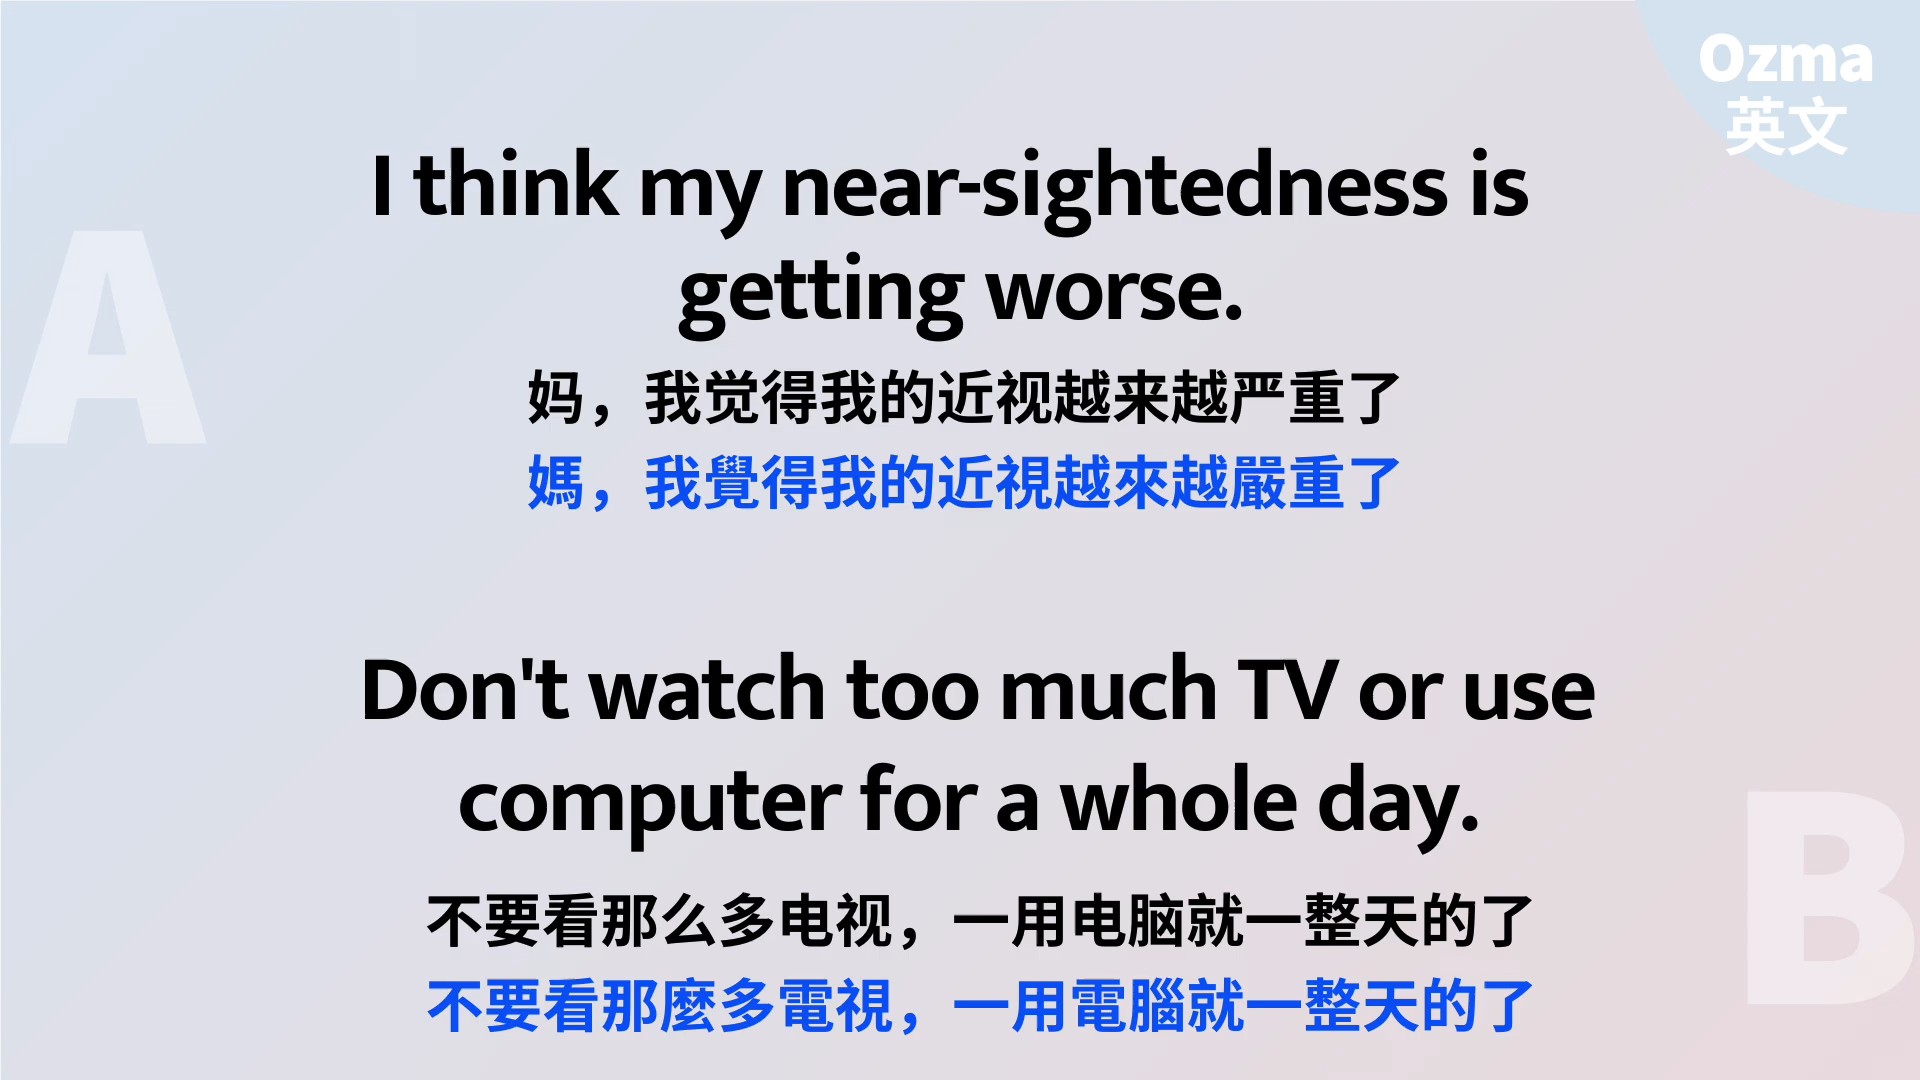 Ozma
英文
A
I think my near-sightedness is
getting worse.
妈，我觉得我的近视越来越严重了
媽，我覺得我的近視越來越嚴重了
Don't watch too much TV or use
computer for a whole day.
B
不要看那么多电视，一用电脑就一整天的了
不要看那麼多電視，一用電腦就一整天的了